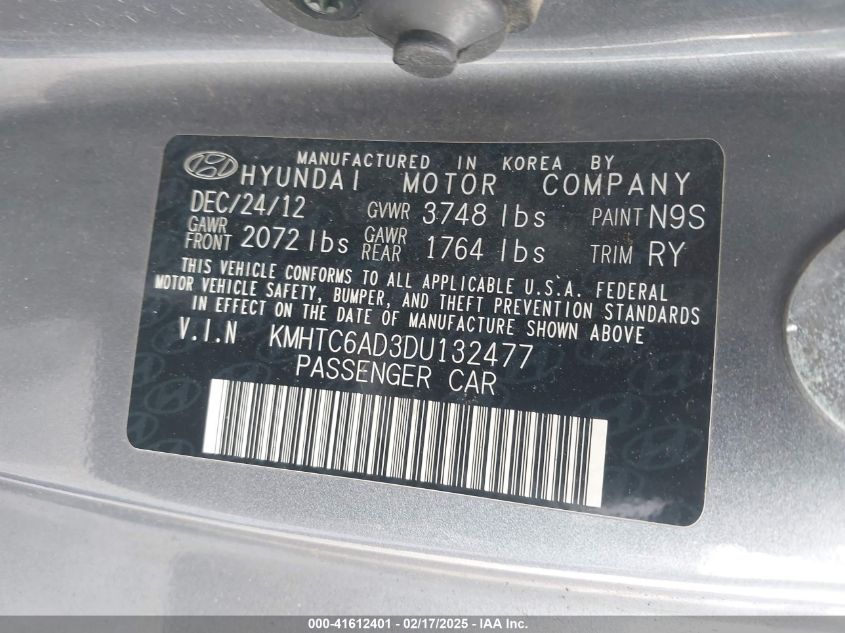 MANUFACTURED IN KOREA BY
HYUNDAI MOTOR COMPANY
DEC/24/12 GVWR 3748 lbs PAINT N9S
GAWR FRONT 2072 lbs GAWR REAR 1764 lbs TRIM RY
THIS VEHICLE CONFORMS TO ALL APPLICABLE U.S.A. FEDERAL
MOTOR VEHICLE SAFETY, BUMPER, AND THEFT PREVENTION STANDARDS
IN EFFECT ON THE DATE OF MANUFACTURE SHOWN ABOVE
V.I.N KMHTC6AD3DU132477
PASSENGER CAR
000-41612401 - 02/17/2025 - IAA Inc.